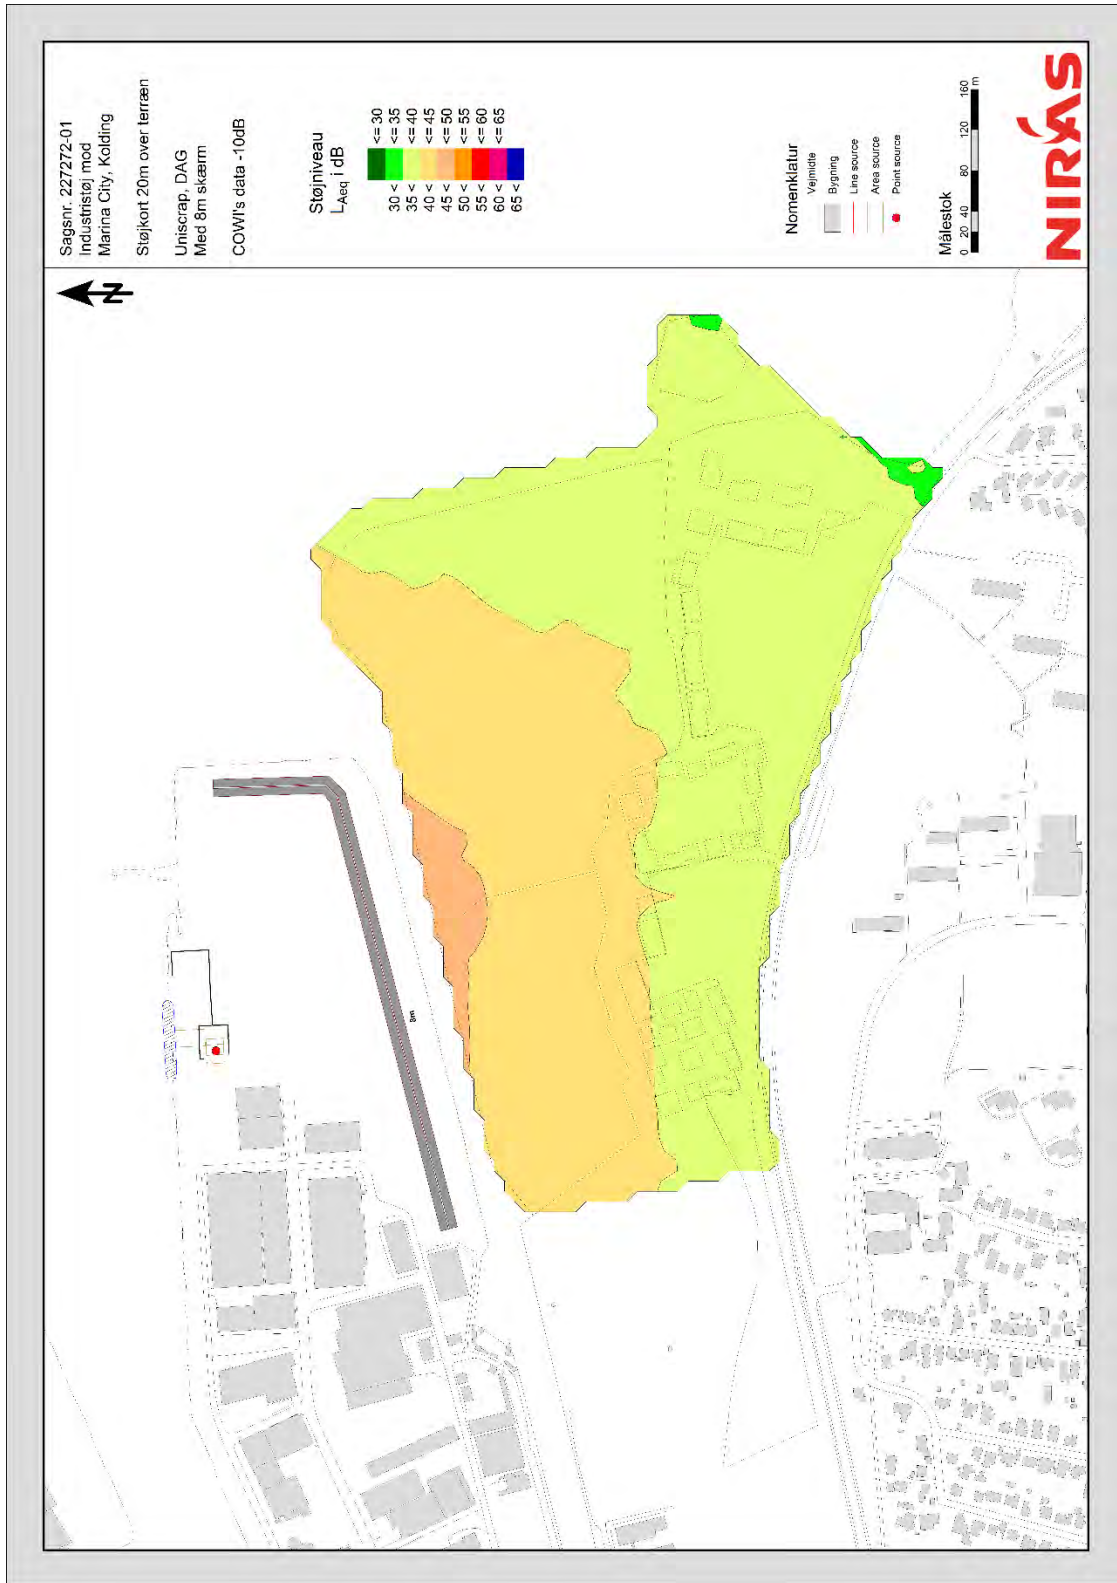 Sagsnr. 227272-01
Industristøj mod
Marina City, Kolding
Støjkort 20m over terræn
Uniscrap, DAG
Med 8m skærm
COWI's data -10dB
Støjniveau
LAeq i dB
<= 30
30 < <= 35
35 < <= 40
40 < <= 45
45 < <= 50
50 < <= 55
55 < <= 60
60 < <= 65
65 <
Nomenklatur
Vejmidte
Bygning
Line source
Area source
Point source
Målestok
0 20 40 80 120 160
m
NIRAS
N
8m